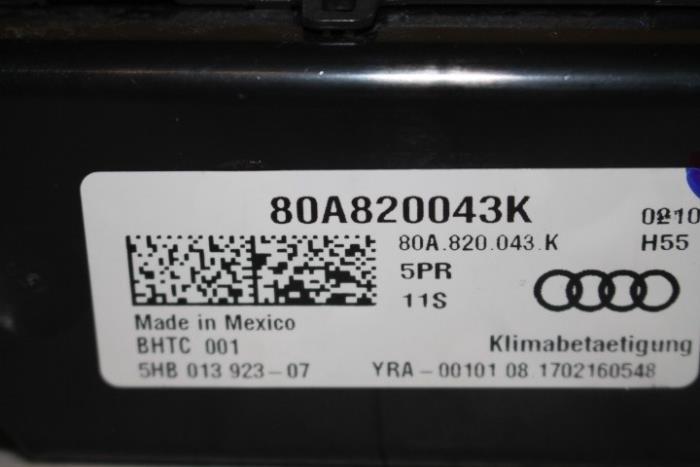 80A820043K
80A.820.043.K
H55
5PR
11S
Made in Mexico
BHTC 001
Klimabetaetigung
5HB 013 923-07
YRA-00101 08 1702160548